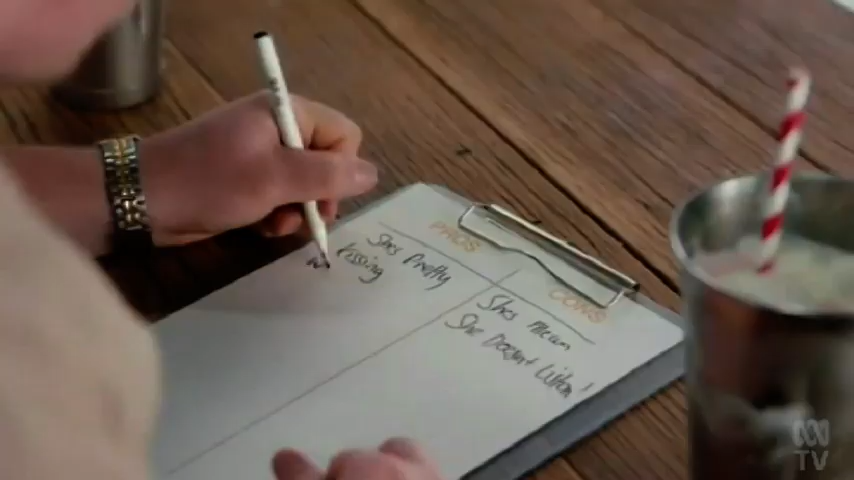 PROS
She's Pretty
Kissing
CONS
She's Mean
She Doesn't Listen!
TV